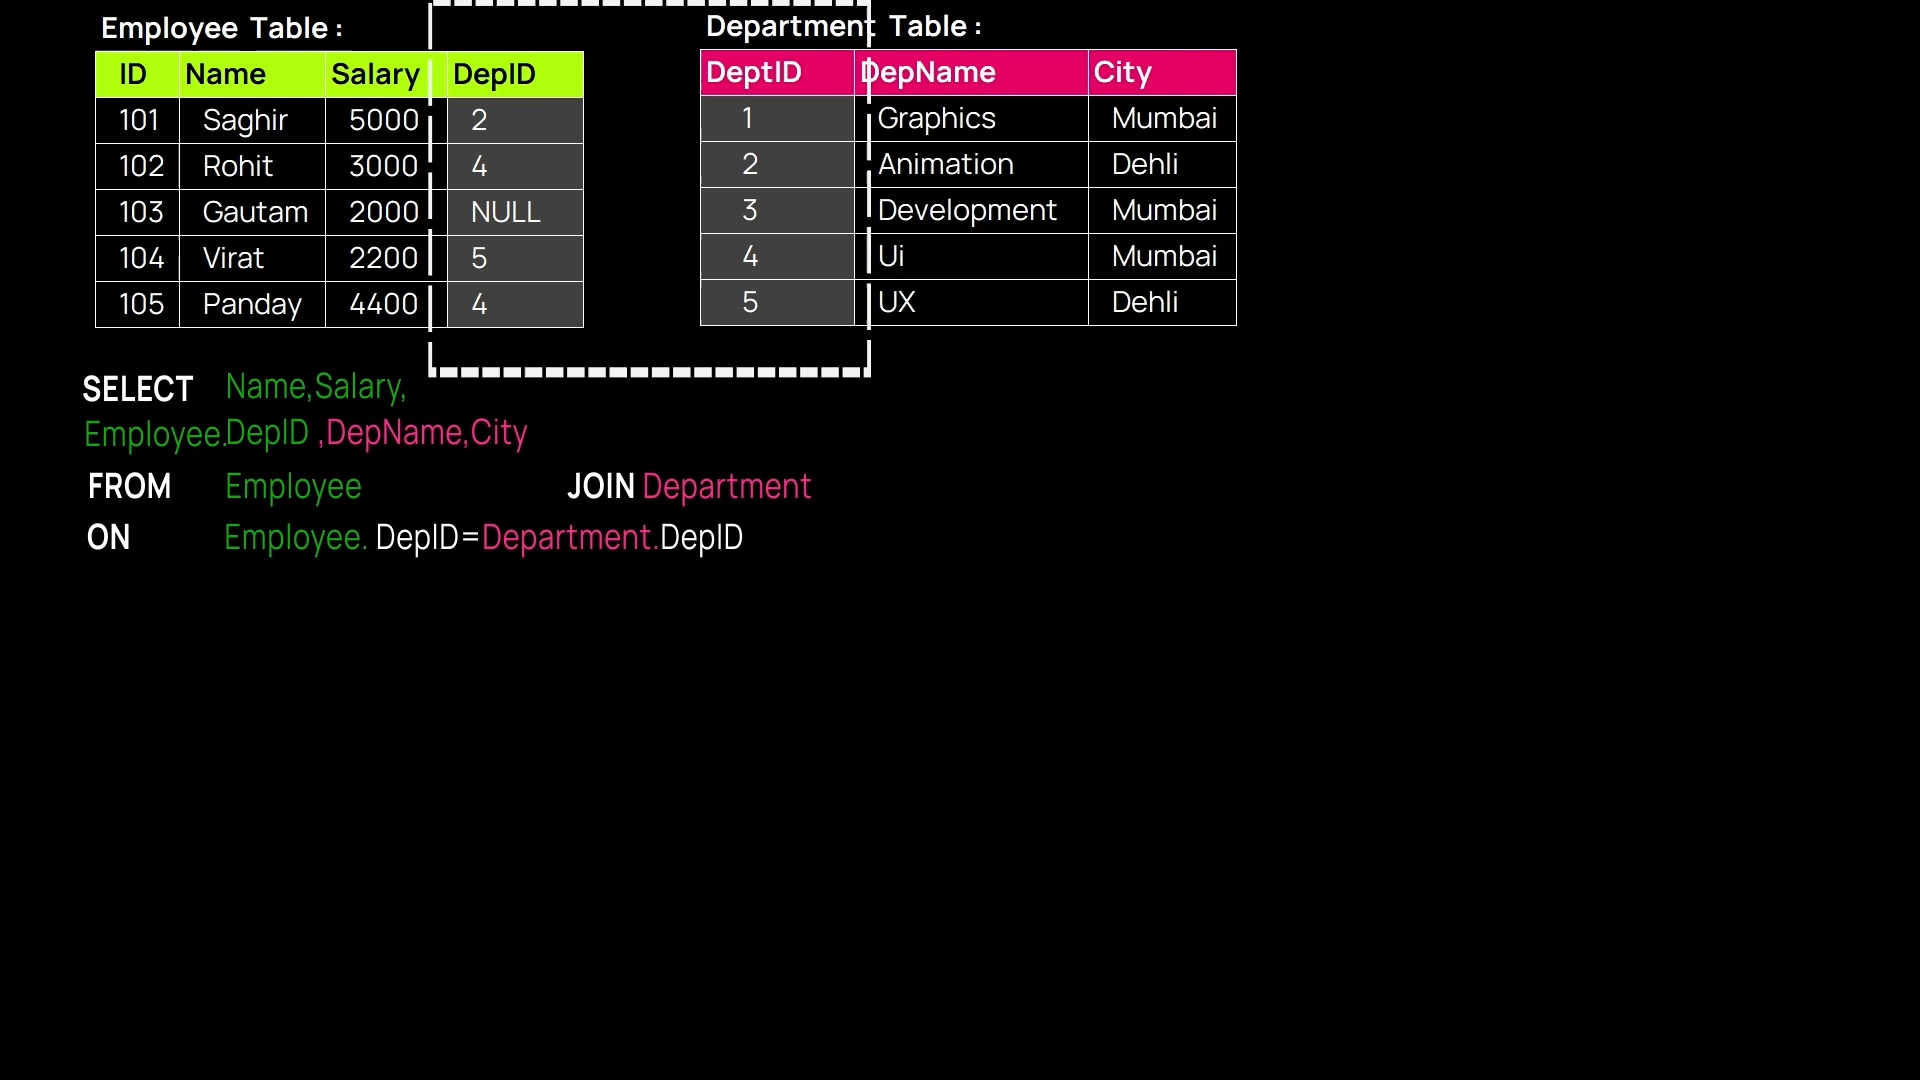 Employee Table :
ID Name Salary DepID
101 Saghir 5000 2
102 Rohit 3000 4
103 Gautam 2000 NULL
104 Virat 2200 5
105 Panday 4400 4
Department Table :
DeptID DepName City
1 Graphics Mumbai
2 Animation Dehli
3 Development Mumbai
4 Ui Mumbai
5 UX Dehli
SELECT Name,Salary,
Employee.DepID ,DepName,City
FROM Employee JOIN Department
ON Employee. DepID=Department.DepID